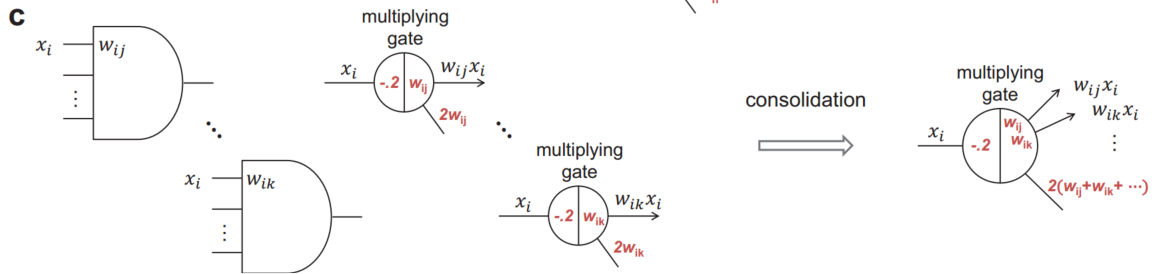 c
x_i w_ij
⋮
⋱
x_i w_ik
⋮
multiplying
gate
x_i -.2 w_ij w_ij x_i
2w_ij
⋱
multiplying
gate
x_i -.2 w_ik w_ik x_i
2w_ik
consolidation
multiplying
gate
w_ij x_i
w_ik x_i
⋮
x_i -.2 w_ij
w_ik
2(w_ij+w_ik+ ···)